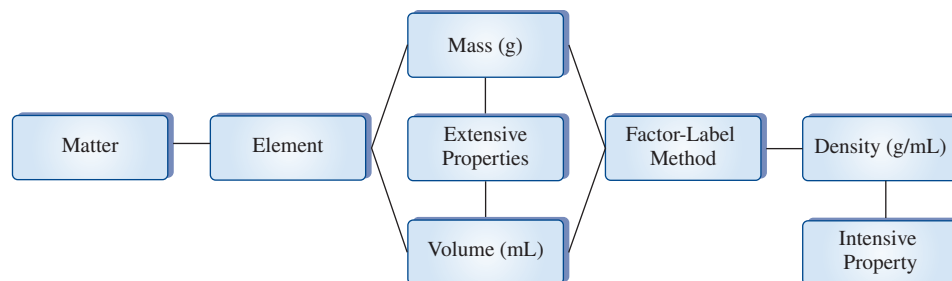 Mass (g)
Matter
Element
Extensive
Properties
Factor-Label
Method
Density (g/mL)
Volume (mL)
Intensive
Property